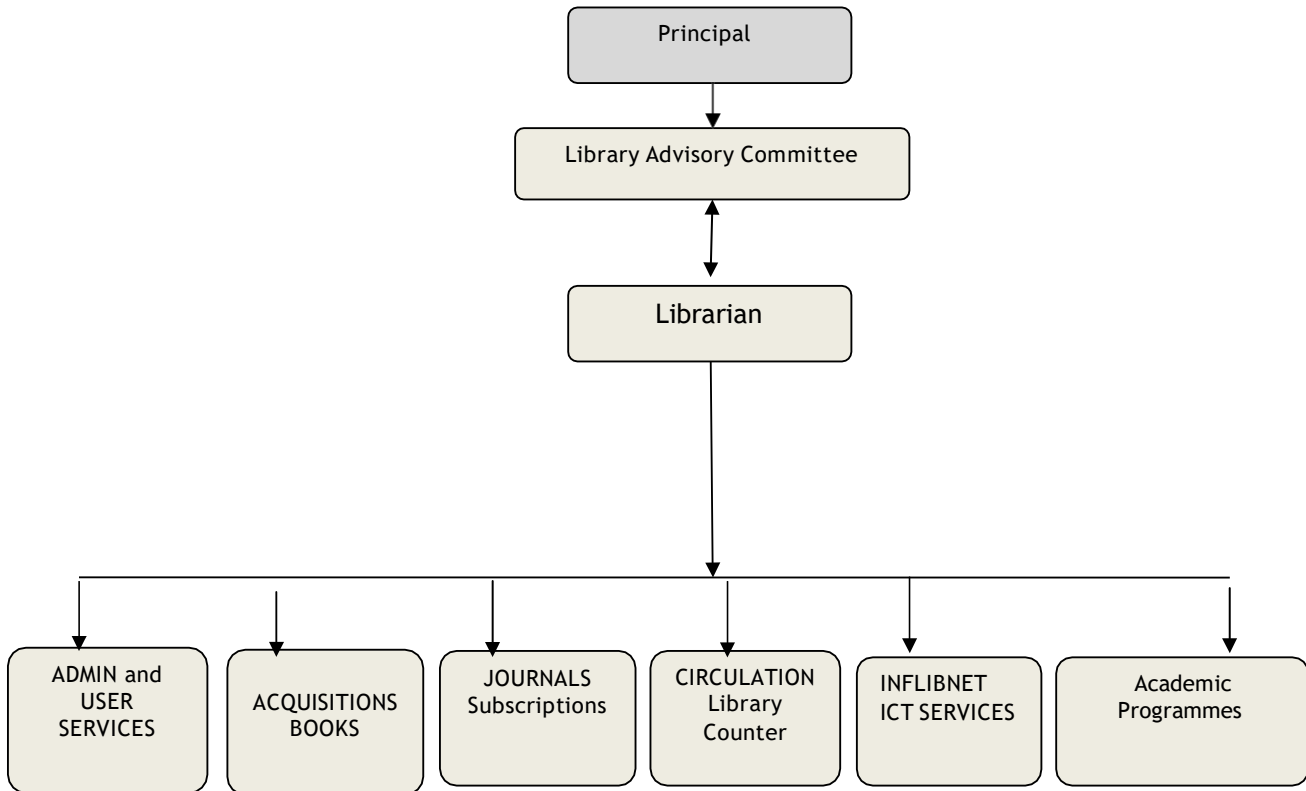 Principal
Library Advisory Committee
Librarian
ADMIN and
USER
SERVICES
ACQUISITIONS
BOOKS
JOURNALS
Subscriptions
CIRCULATION
Library
Counter
INFLIBNET
ICT SERVICES
Academic
Programmes